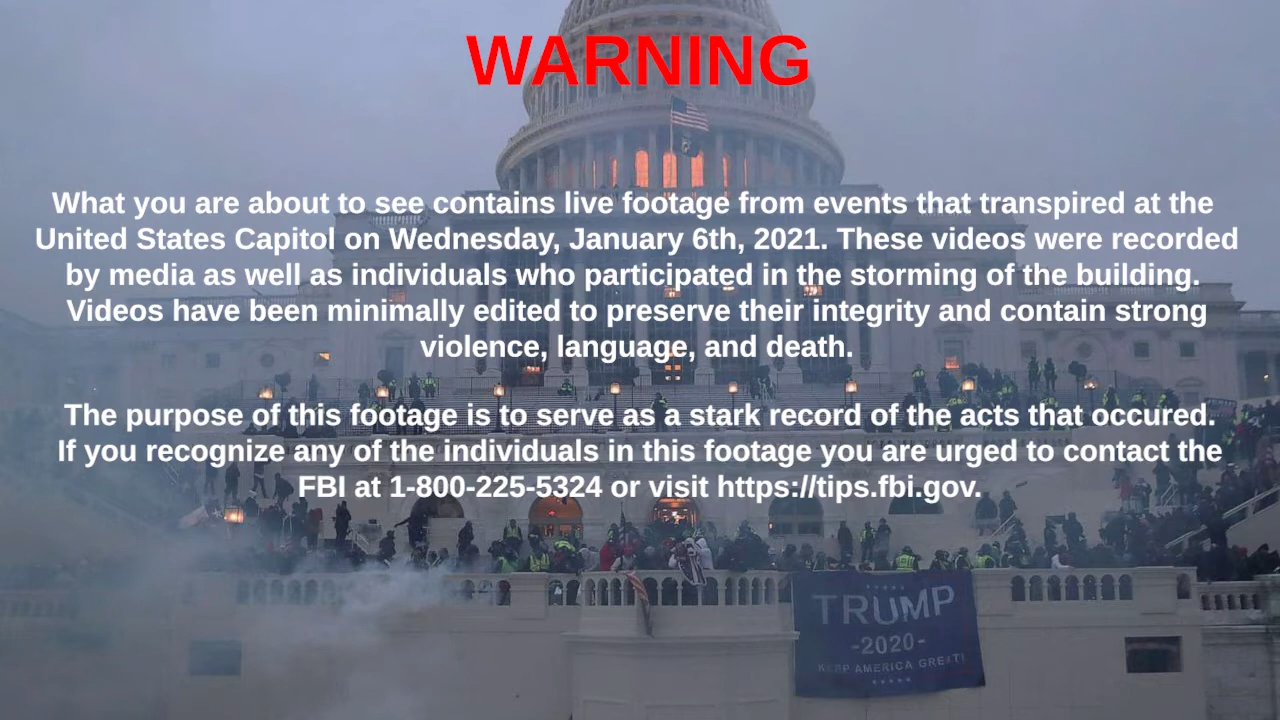 WARNING
What you are about to see contains live footage from events that transpired at the
United States Capitol on Wednesday, January 6th, 2021. These videos were recorded
by media as well as individuals who participated in the storming of the building.
Videos have been minimally edited to preserve their integrity and contain strong
violence, language, and death.
The purpose of this footage is to serve as a stark record of the acts that occured.
If you recognize any of the individuals in this footage you are urged to contact the
FBI at 1-800-225-5324 or visit https://tips.fbi.gov.
TRUMP
-2020-
KEEP AMERICA GREAT!